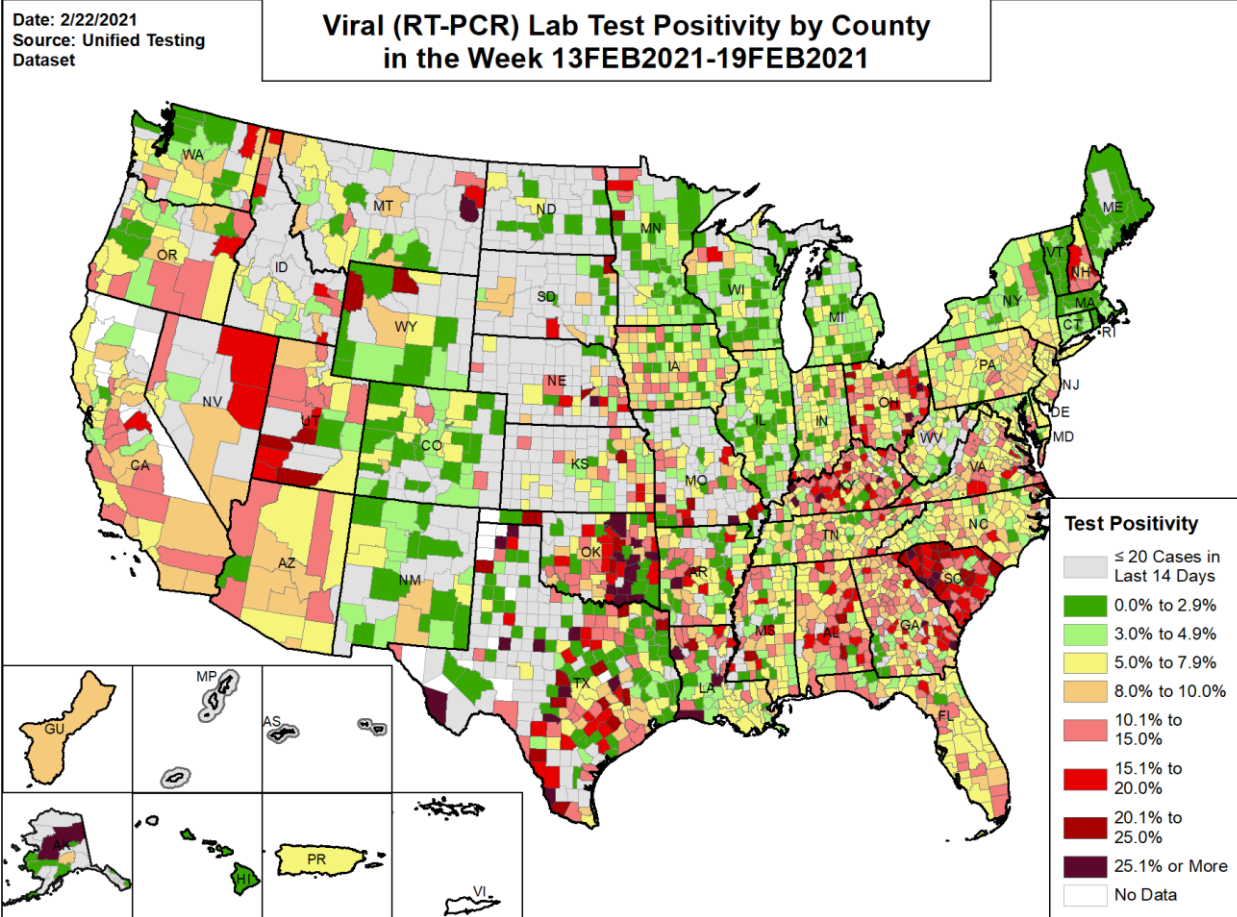 Date: 2/22/2021
Source: Unified Testing
Dataset
Viral (RT-PCR) Lab Test Positivity by County
in the Week 13FEB2021-19FEB2021
WA
MT
ND
MN
OR
ID
SD
WI
MI
WY
NE
IA
NV
UT
CO
KS
MO
IL
IN
OH
PA
NY
VT
NH
ME
MA
CT
RI
NJ
DE
MD
WV
VA
KY
CA
AZ
NM
OK
AR
TN
NC
SC
MS
AL
GA
TX
LA
FL
GU
MP
AS
AK
HI
PR
VI
Test Positivity
≤ 20 Cases in
Last 14 Days
0.0% to 2.9%
3.0% to 4.9%
5.0% to 7.9%
8.0% to 10.0%
10.1% to
15.0%
15.1% to
20.0%
20.1% to
25.0%
25.1% or More
No Data